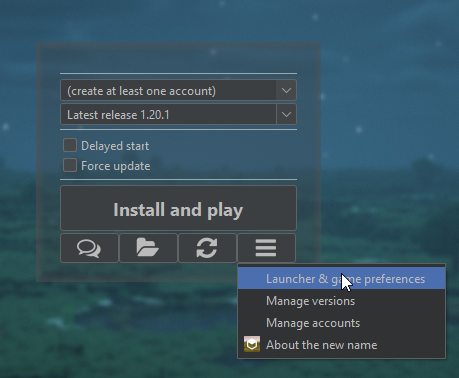 (create at least one account)
Latest release 1.20.1
Delayed start
Force update
Install and play
Launcher & game preferences
Manage versions
Manage accounts
About the new name